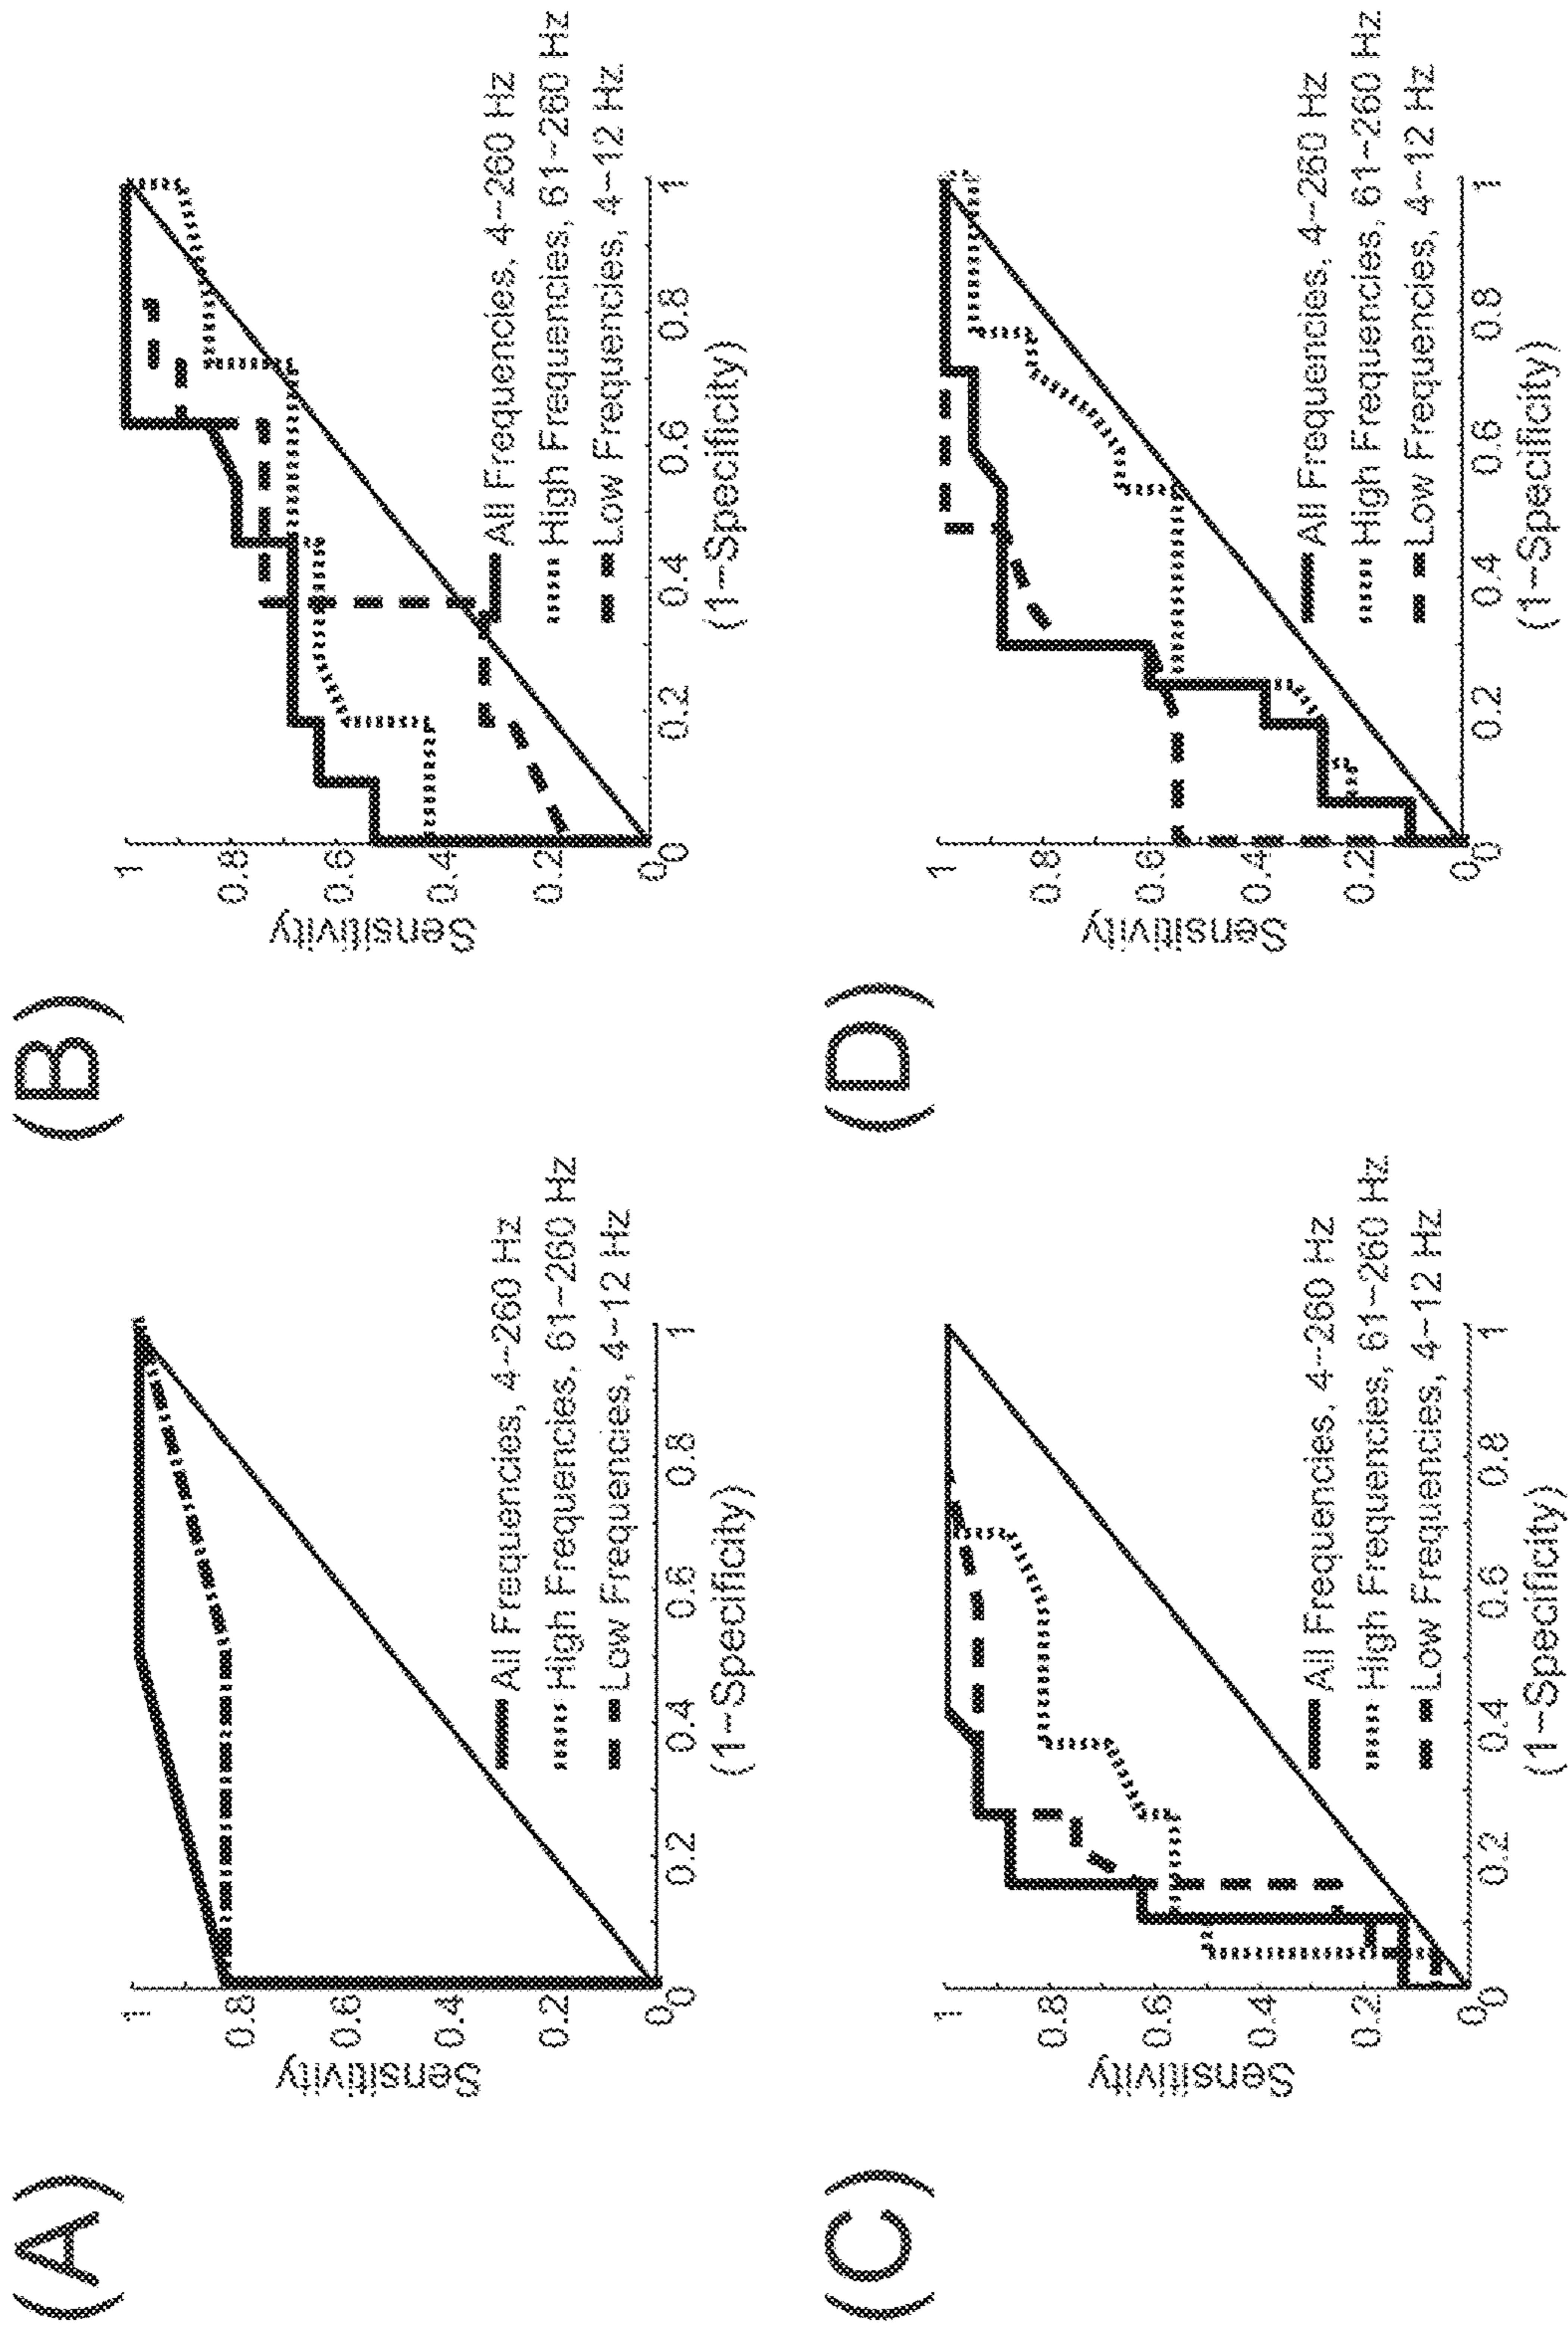 (A)
Sensitivity
1
0.8
0.6
0.4
0.2
0
0 0.2 0.4 0.6 0.8 1
(1-Specificity)
All Frequencies, 4-260 Hz
High Frequencies, 61-260 Hz
Low Frequencies, 4-12 Hz
(B)
Sensitivity
1
0.8
0.6
0.4
0.2
0
0 0.2 0.4 0.6 0.8 1
(1-Specificity)
All Frequencies, 4-260 Hz
High Frequencies, 61-260 Hz
Low Frequencies, 4-12 Hz
(C)
Sensitivity
1
0.8
0.6
0.4
0.2
0
0 0.2 0.4 0.6 0.8 1
(1-Specificity)
All Frequencies, 4-260 Hz
High Frequencies, 61-260 Hz
Low Frequencies, 4-12 Hz
(D)
Sensitivity
1
0.8
0.6
0.4
0.2
0
0 0.2 0.4 0.6 0.8 1
(1-Specificity)
All Frequencies, 4-260 Hz
High Frequencies, 61-260 Hz
Low Frequencies, 4-12 Hz